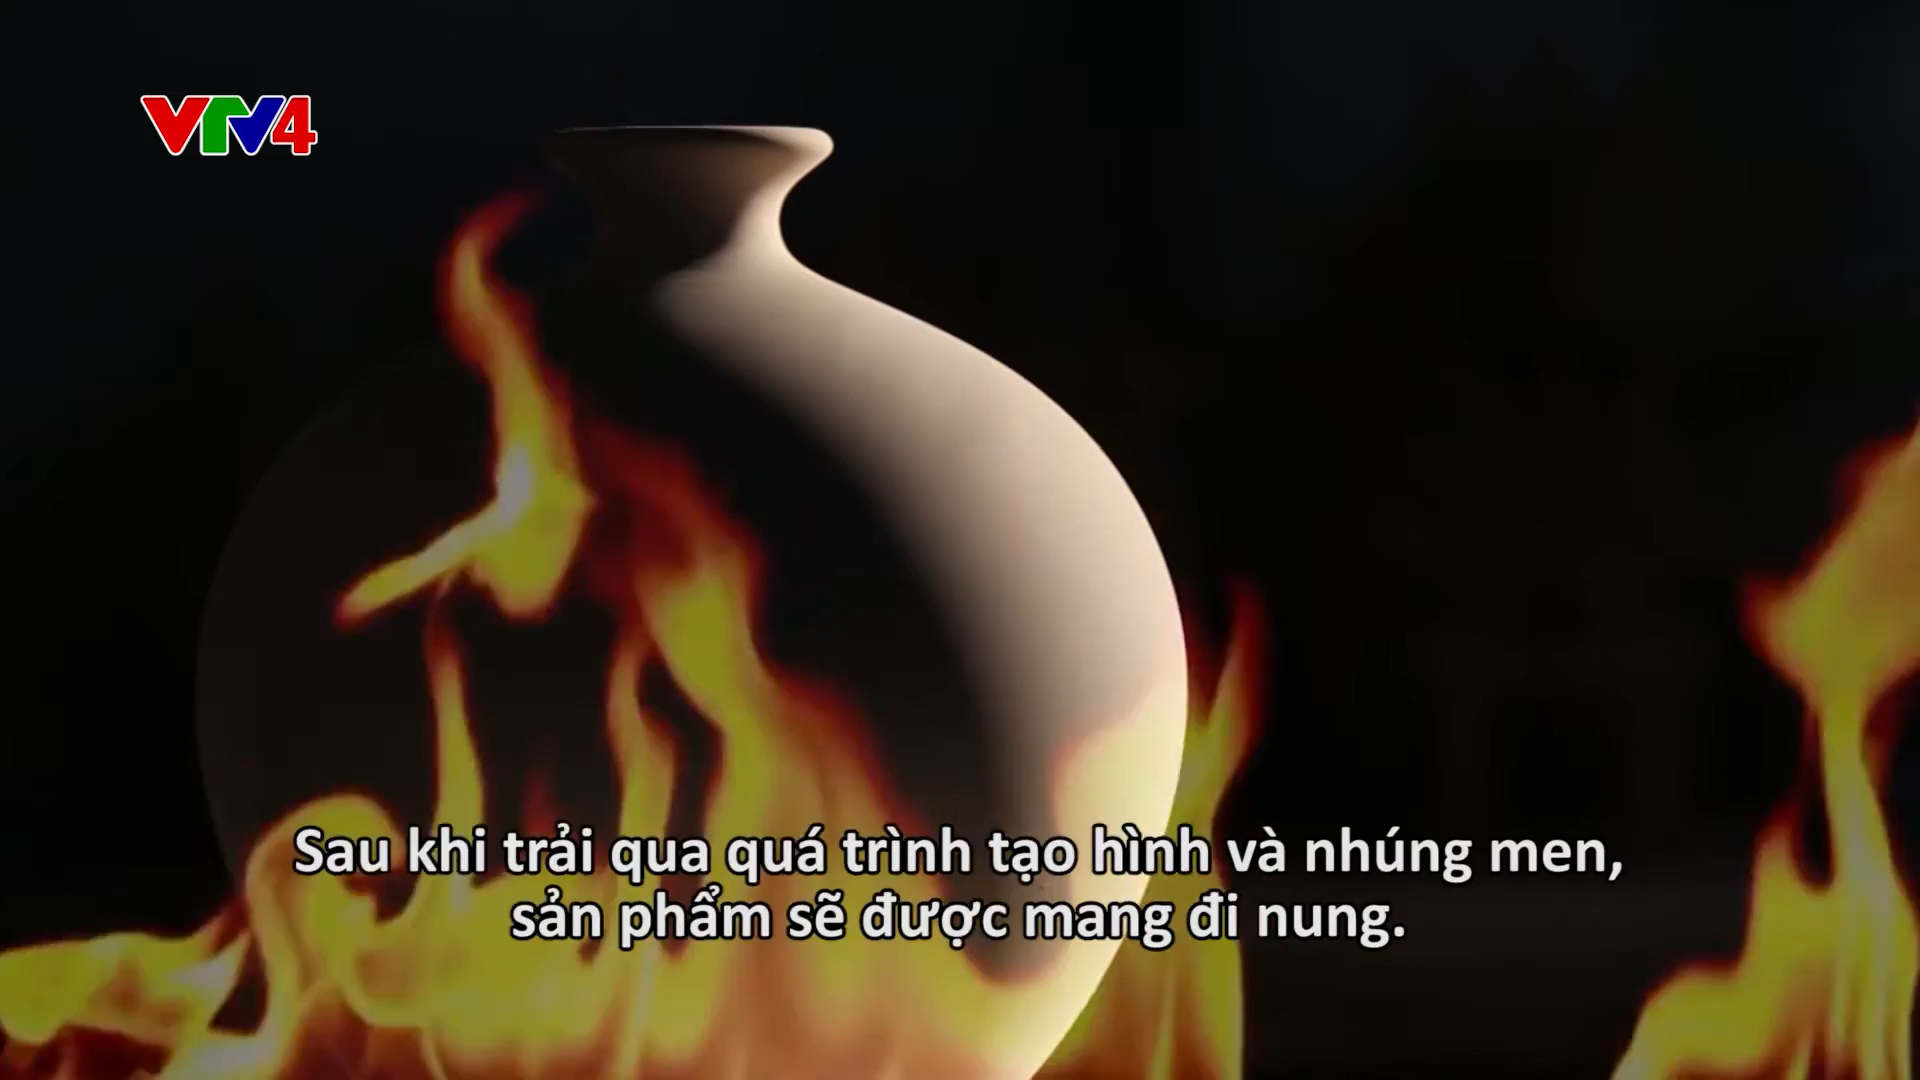 VTV4
Sau khi trải qua quá trình tạo hình và nhúng men,
sản phẩm sẽ được mang đi nung.